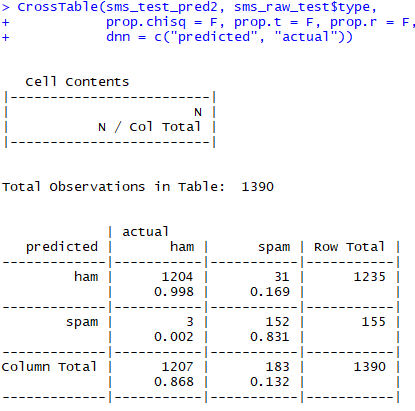 > CrossTable(sms_test_pred2, sms_raw_test$type,
+            prop.chisq = F, prop.t = F, prop.r = F,
+            dnn = c("predicted", "actual"))
   Cell Contents
|-------------------------|
|                       N |
|           N / Col Total |
|-------------------------|
Total Observations in Table:  1390
             | actual
   predicted |       ham |      spam | Row Total |
-------------|-----------|-----------|-----------|
         ham |      1204 |        31 |      1235 |
             |     0.998 |     0.169 |           |
-------------|-----------|-----------|-----------|
        spam |         3 |       152 |       155 |
             |     0.002 |     0.831 |           |
-------------|-----------|-----------|-----------|
Column Total |      1207 |       183 |      1390 |
             |     0.868 |     0.132 |           |
-------------|-----------|-----------|-----------|